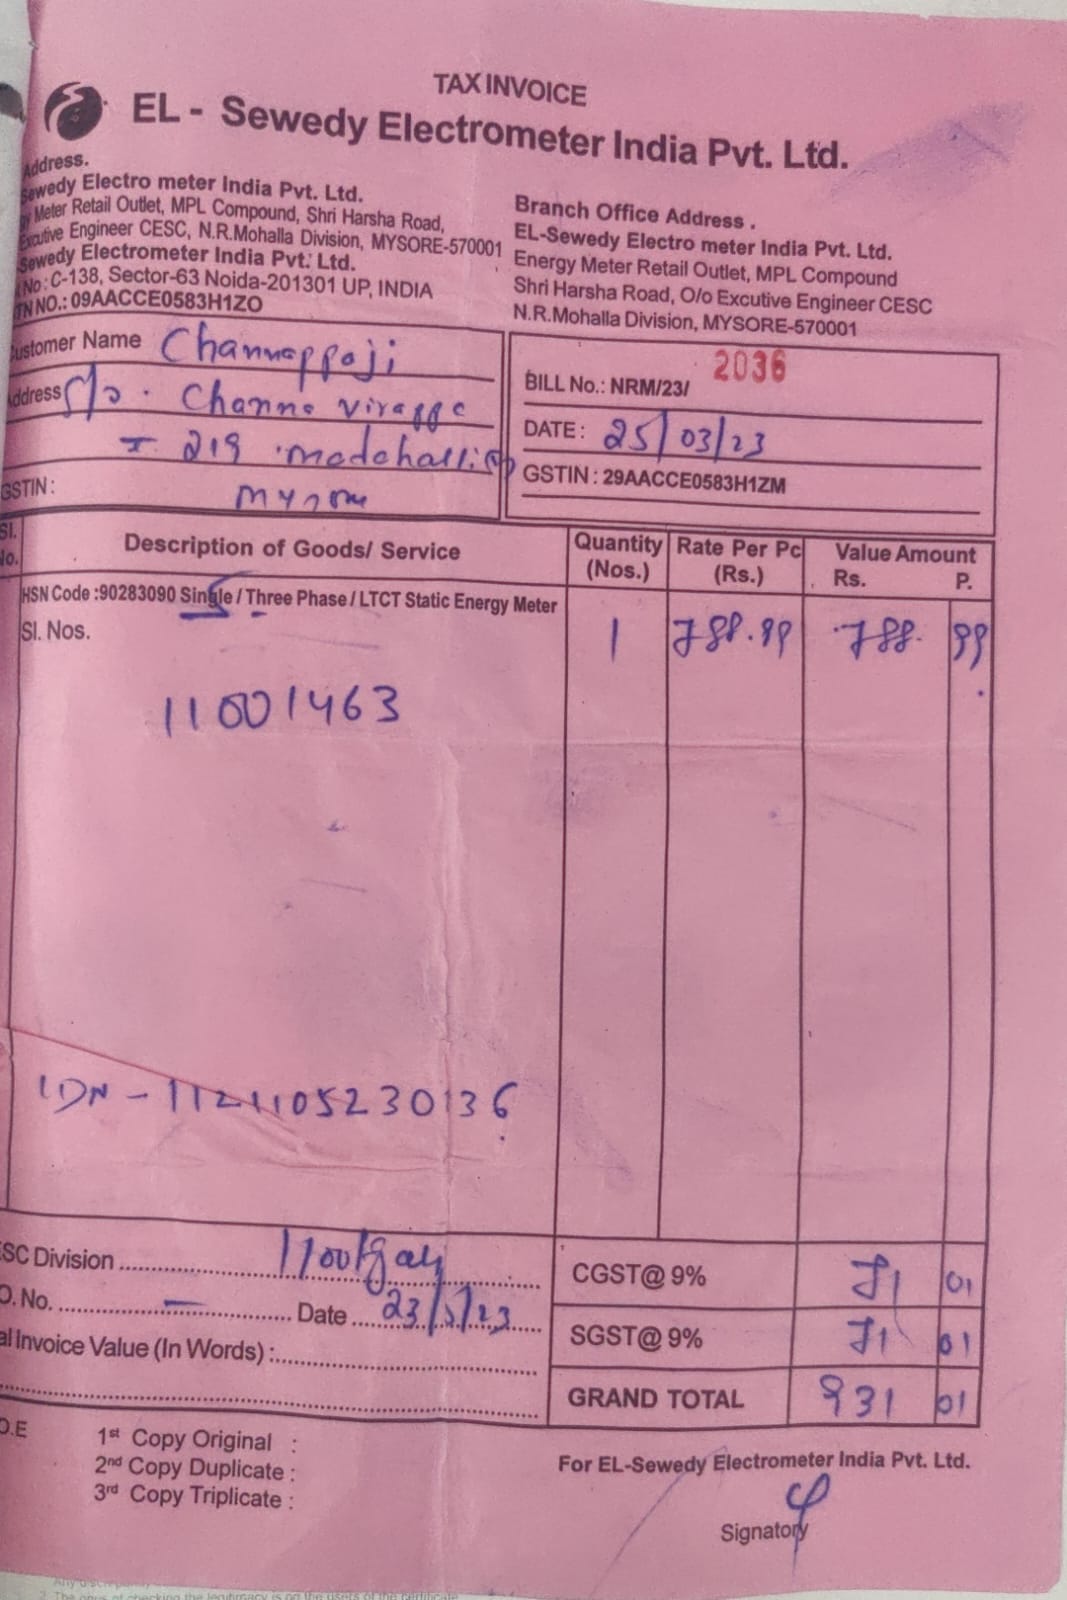 TAX INVOICE
EL - Sewedy Electrometer India Pvt. Ltd.
Address.
Sewedy Electro meter India Pvt. Ltd.
Meter Retail Outlet, MPL Compound, Shri Harsha Road,
Excutive Engineer CESC, N.R.Mohalla Division, MYSORE-570001
Sewedy Electrometer India Pvt. Ltd.
No : C-138, Sector-63 Noida-201301 UP, INDIA
TN NO.: 09AACCE0583H1ZO
Branch Office Address .
EL-Sewedy Electro meter India Pvt. Ltd.
Energy Meter Retail Outlet, MPL Compound
Shri Harsha Road, O/o Excutive Engineer CESC
N.R.Mohalla Division, MYSORE-570001
Customer Name Channappaji
Address S/o. Channa Virappa
219 madahalli
GSTIN : Mysore
BILL No.: NRM/23/ 2036
DATE : 25/03/23
GSTIN : 29AACCE0583H1ZM
Sl. No. Description of Goods/ Service Quantity (Nos.) Rate Per Pc (Rs.) Value Amount Rs. P.
HSN Code :90283090 Single / Three Phase / LTCT Static Energy Meter
Sl. Nos. 1 788.99 788. 99
11001463
IDN - 1121105230136
SC Division
O. No. — Date 23/5/23
al Invoice Value (In Words) :
CGST@ 9% 71 01
SGST@ 9% 71 01
GRAND TOTAL 931 01
O.E
1st Copy Original :
2nd Copy Duplicate :
3rd Copy Triplicate :
For EL-Sewedy Electrometer India Pvt. Ltd.
Signatory